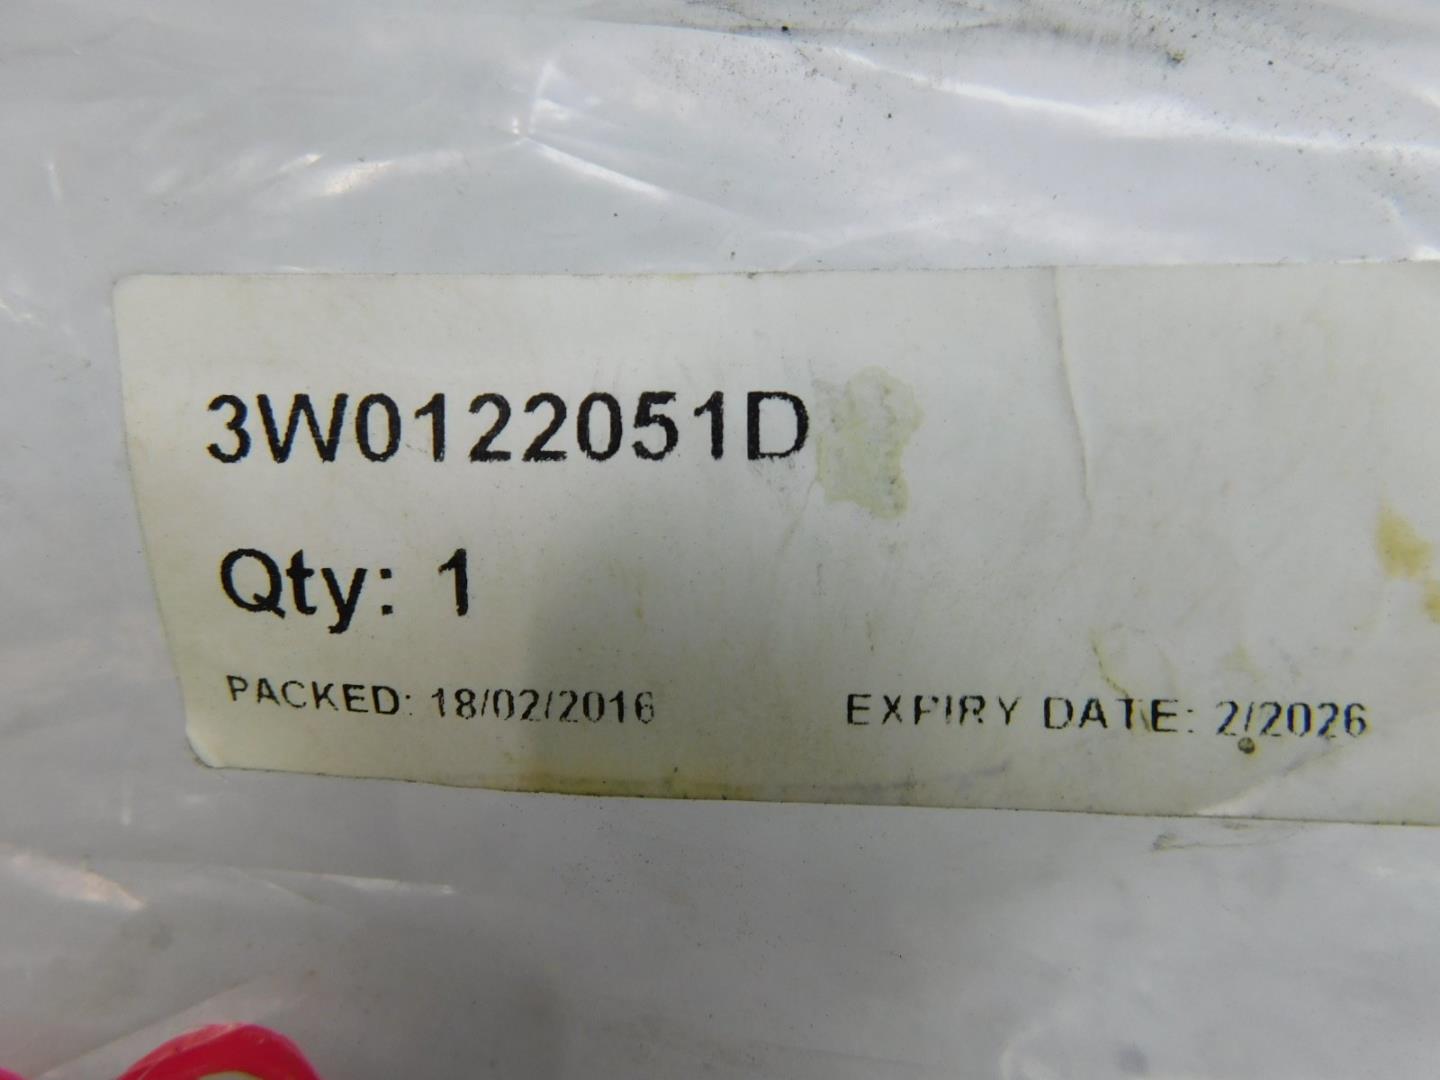 3W0122051D
Qty: 1
PACKED: 18/02/2016 EXPIRY DATE: 2/2026